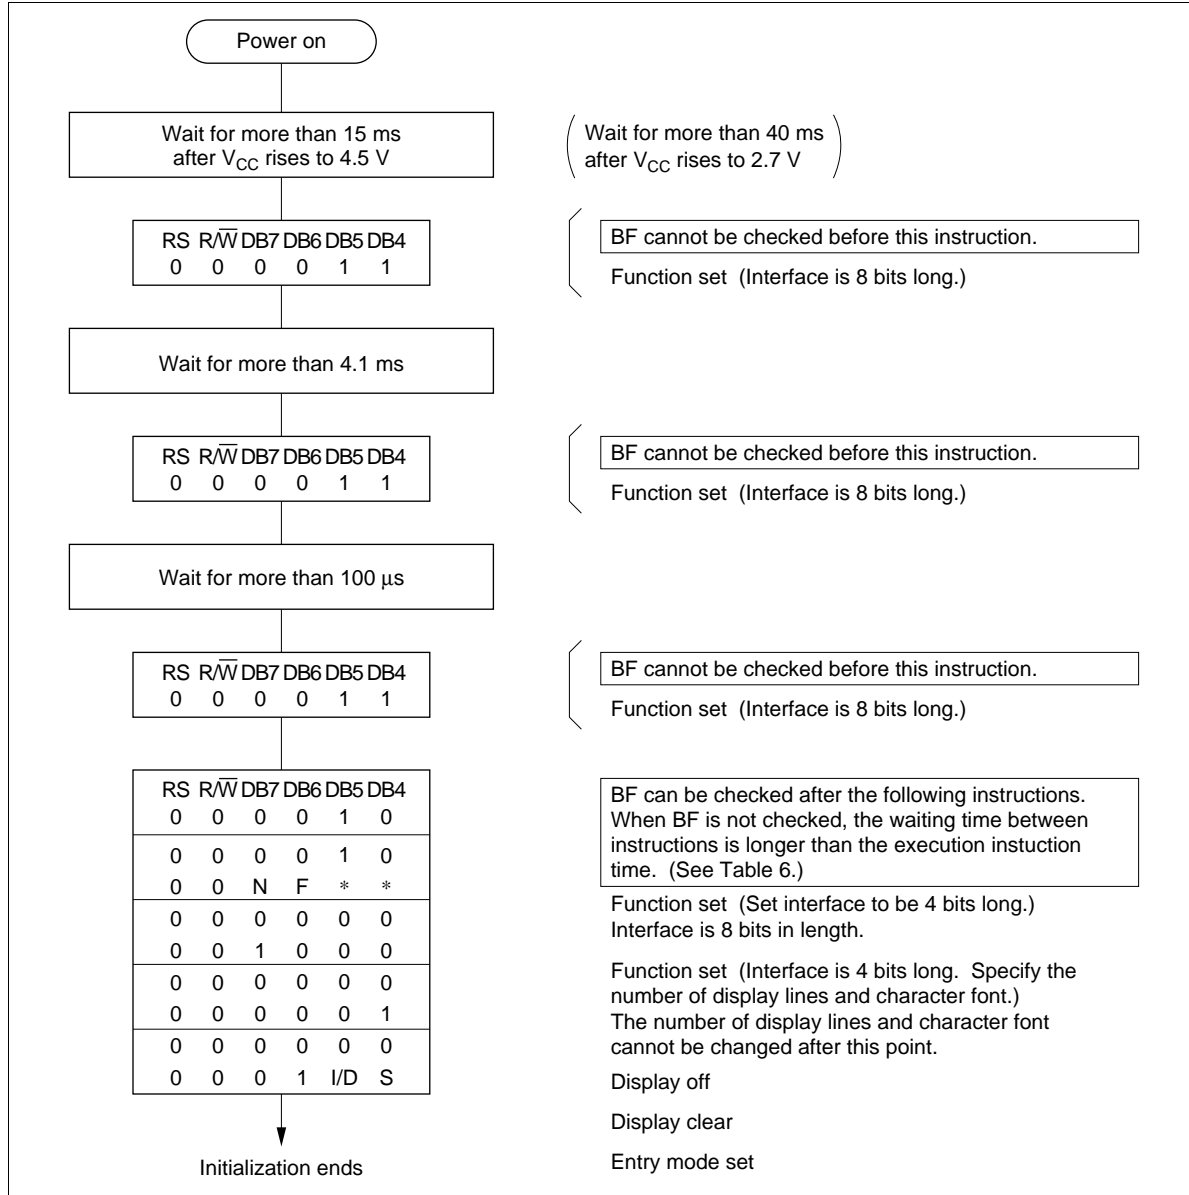 Power on
Wait for more than 15 ms
after VCC rises to 4.5 V
Wait for more than 40 ms
after VCC rises to 2.7 V
RS R/W̅ DB7 DB6 DB5 DB4
0 0 0 0 1 1
BF cannot be checked before this instruction.
Function set (Interface is 8 bits long.)
Wait for more than 4.1 ms
RS R/W̅ DB7 DB6 DB5 DB4
0 0 0 0 1 1
BF cannot be checked before this instruction.
Function set (Interface is 8 bits long.)
Wait for more than 100 μs
RS R/W̅ DB7 DB6 DB5 DB4
0 0 0 0 1 1
BF cannot be checked before this instruction.
Function set (Interface is 8 bits long.)
RS R/W̅ DB7 DB6 DB5 DB4
0 0 0 0 1 0
0 0 0 0 1 0
0 0 N F * *
0 0 0 0 0 0
0 0 1 0 0 0
0 0 0 0 0 0
0 0 0 0 0 1
0 0 0 0 0 0
0 0 0 1 I/D S
Initialization ends
BF can be checked after the following instructions.
When BF is not checked, the waiting time between
instructions is longer than the execution instuction
time. (See Table 6.)
Function set (Set interface to be 4 bits long.)
Interface is 8 bits in length.
Function set (Interface is 4 bits long. Specify the
number of display lines and character font.)
The number of display lines and character font
cannot be changed after this point.
Display off
Display clear
Entry mode set